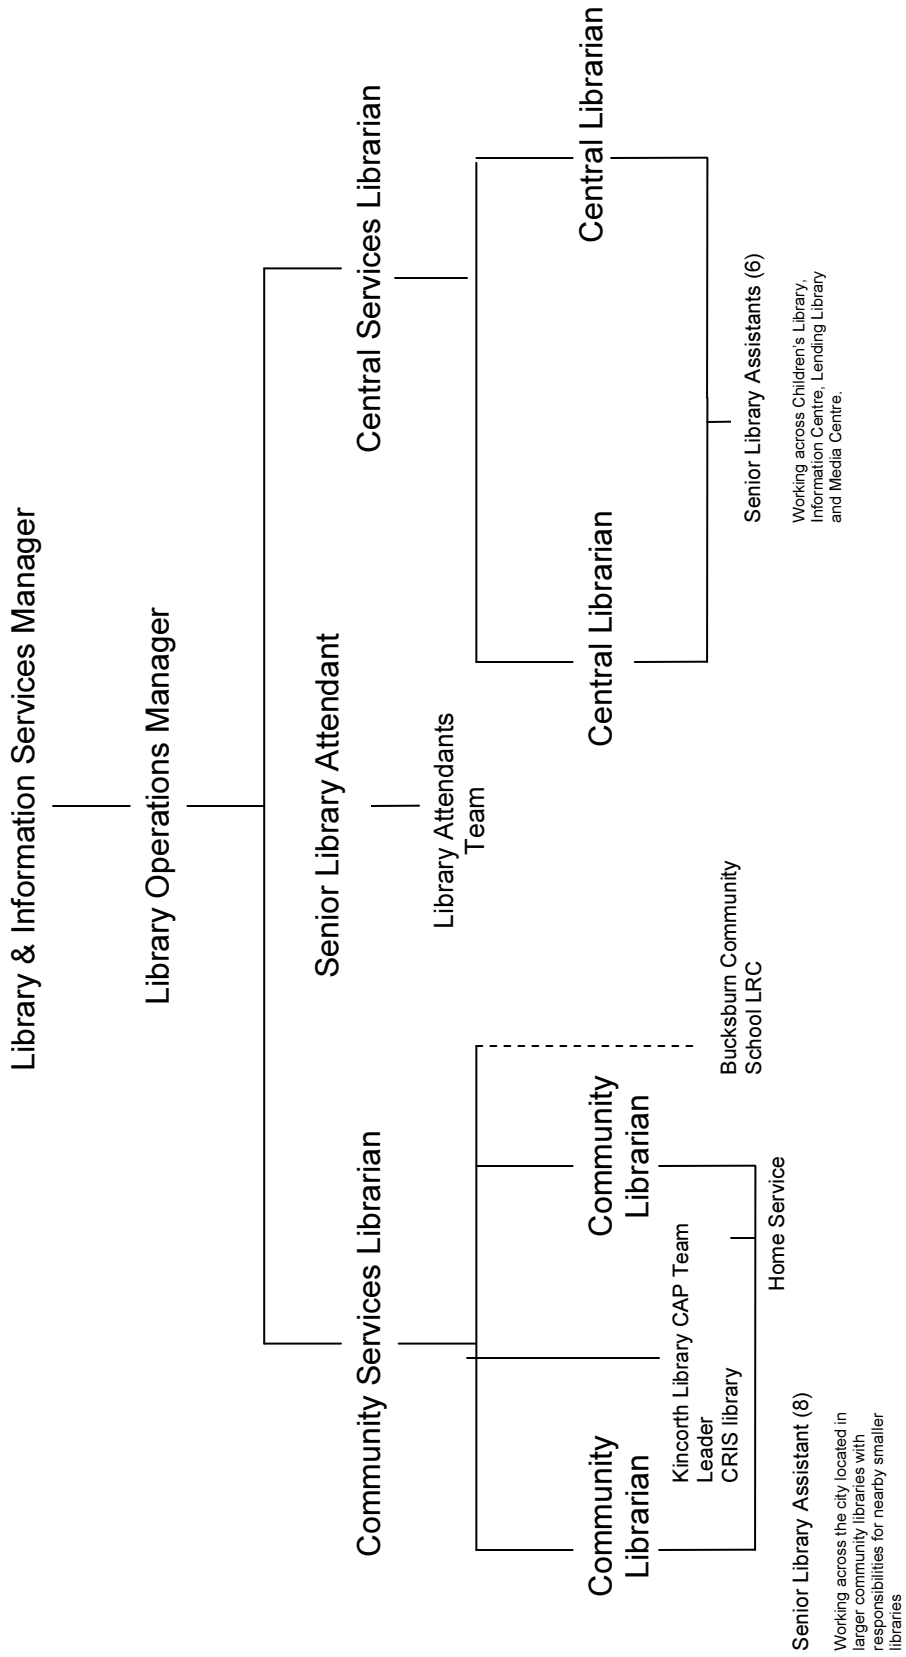 Library & Information Services Manager
Library Operations Manager
Community Services Librarian
Senior Library Attendant
Central Services Librarian
Library Attendants
Team
Community
Librarian
Community
Librarian
Central Librarian
Central Librarian
Kincorth Library CAP Team
Leader
CRIS library
Bucksburn Community
School LRC
Home Service
Senior Library Assistant (8)
Working across the city located in
larger community libraries with
responsibilities for nearby smaller
libraries
Senior Library Assistants (6)
Working across Children's Library,
Information Centre, Lending Library
and Media Centre.